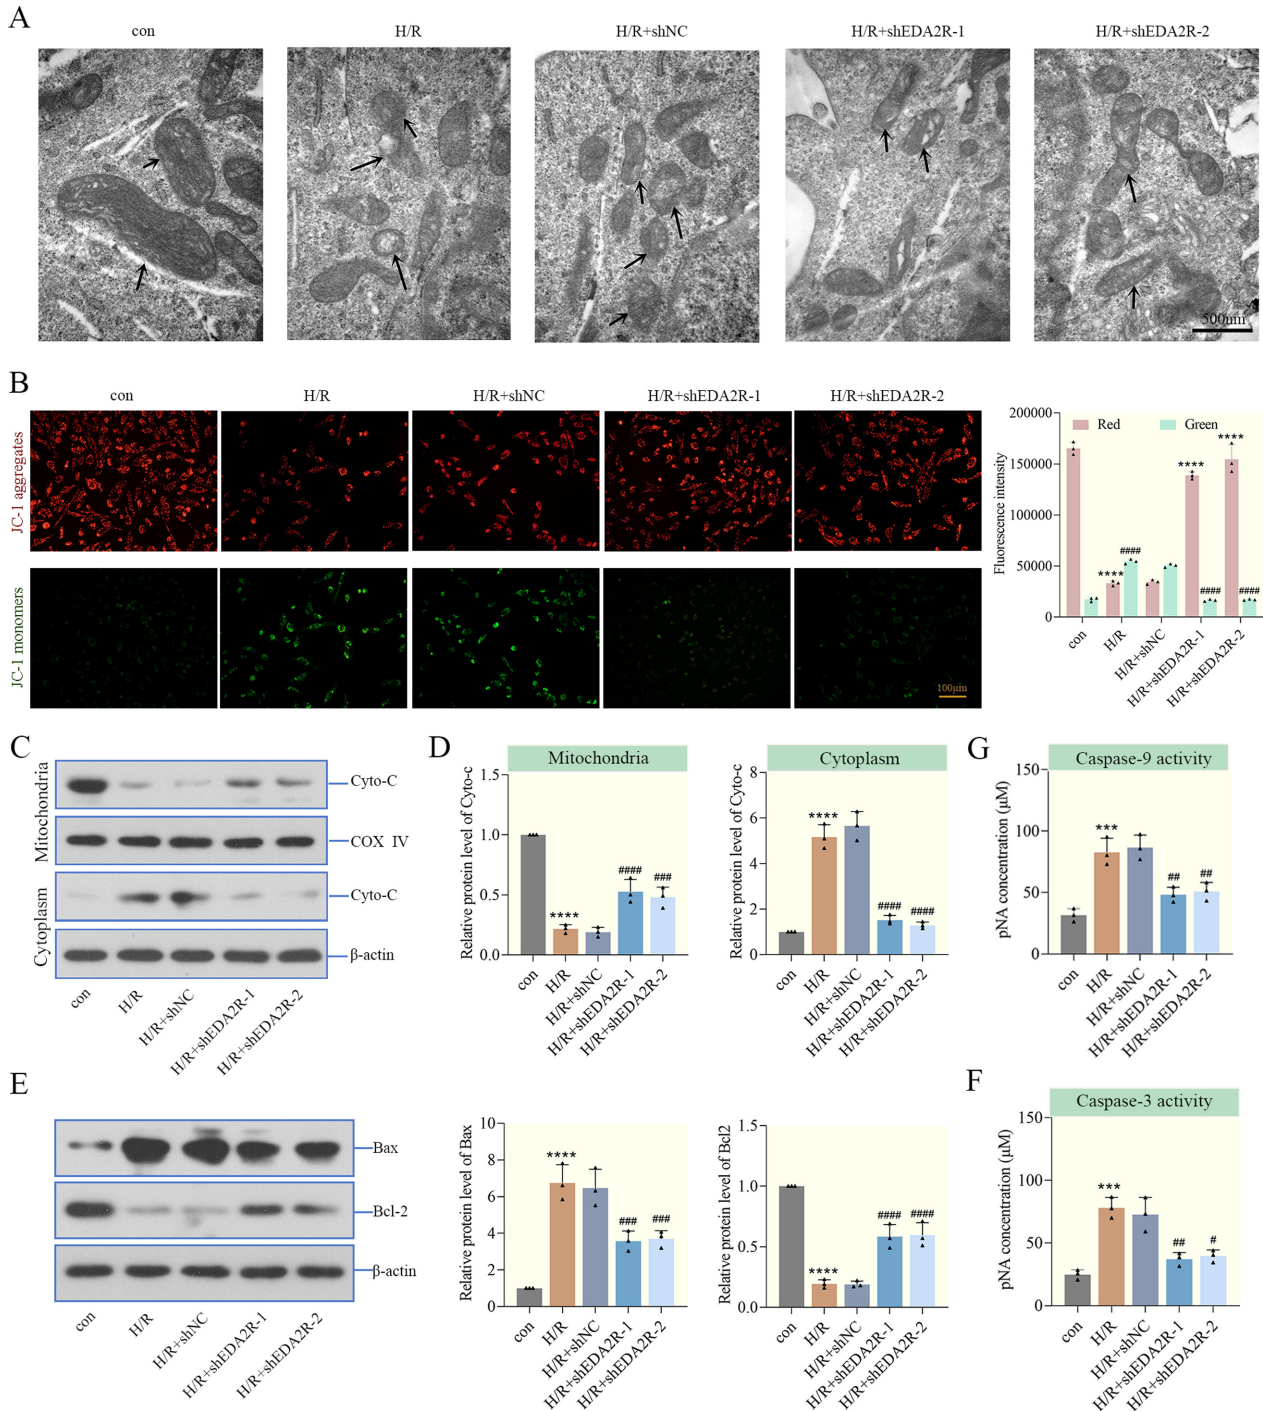 A
con
H/R
H/R+shNC
H/R+shEDA2R-1
H/R+shEDA2R-2
500nm
B
con
H/R
H/R+shNC
H/R+shEDA2R-1
H/R+shEDA2R-2
JC-1 aggregates
JC-1 monomers
100μm
Fluorescence intensity
200000
150000
100000
50000
0
Red
Green
****
####
****
####
****
####
con
H/R
H/R+shNC
H/R+shEDA2R-1
H/R+shEDA2R-2
C
Mitochondria
Cytoplasm
Cyto-C
COX IV
Cyto-C
β-actin
con
H/R
H/R+shNC
H/R+shEDA2R-1
H/R+shEDA2R-2
D
Mitochondria
Relative protein level of Cyto-c
1.5
1.0
0.5
0.0
****
####
###
con
H/R
H/R+shNC
H/R+shEDA2R-1
H/R+shEDA2R-2
Cytoplasm
Relative protein level of Cyto-c
8
6
4
2
0
****
####
####
con
H/R
H/R+shNC
H/R+shEDA2R-1
H/R+shEDA2R-2
G
Caspase-9 activity
pNA concentration (μM)
150
100
50
0
***
##
##
con
H/R
H/R+shNC
H/R+shEDA2R-1
H/R+shEDA2R-2
E
Bax
Bcl-2
β-actin
con
H/R
H/R+shNC
H/R+shEDA2R-1
H/R+shEDA2R-2
Relative protein level of Bax
10
8
6
4
2
0
****
###
###
con
H/R
H/R+shNC
H/R+shEDA2R-1
H/R+shEDA2R-2
Relative protein level of Bcl2
1.5
1.0
0.5
0.0
****
####
####
con
H/R
H/R+shNC
H/R+shEDA2R-1
H/R+shEDA2R-2
F
Caspase-3 activity
pNA concentration (μM)
150
100
50
0
***
##
#
con
H/R
H/R+shNC
H/R+shEDA2R-1
H/R+shEDA2R-2